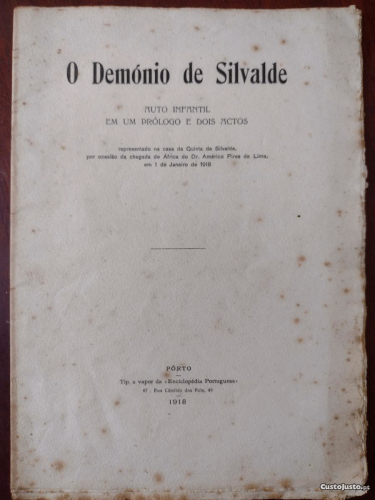 O Demónio de Silvalde
AUTO INFANTIL
EM UM PRÓLOGO E DOIS ACTOS
representado na casa da Quinta de Silvalde,
por ocasião da chegada de África do Dr. Américo Pires de Lima,
em 1 de Janeiro de 1918
PÔRTO
Tip. a vapor da «Enciclopédia Portuguesa»
47, Rua Cândido dos Reis, 49
1918
CustoJusto.pt